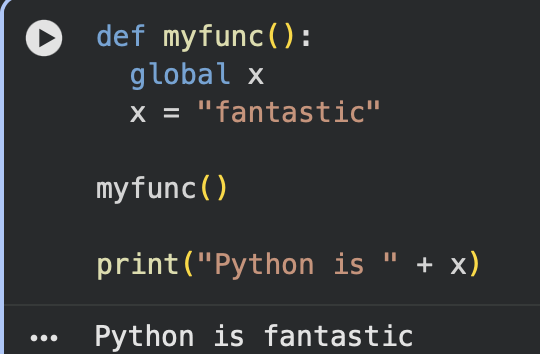 def myfunc():
  global x
  x = "fantastic"

myfunc()

print("Python is " + x)
Python is fantastic